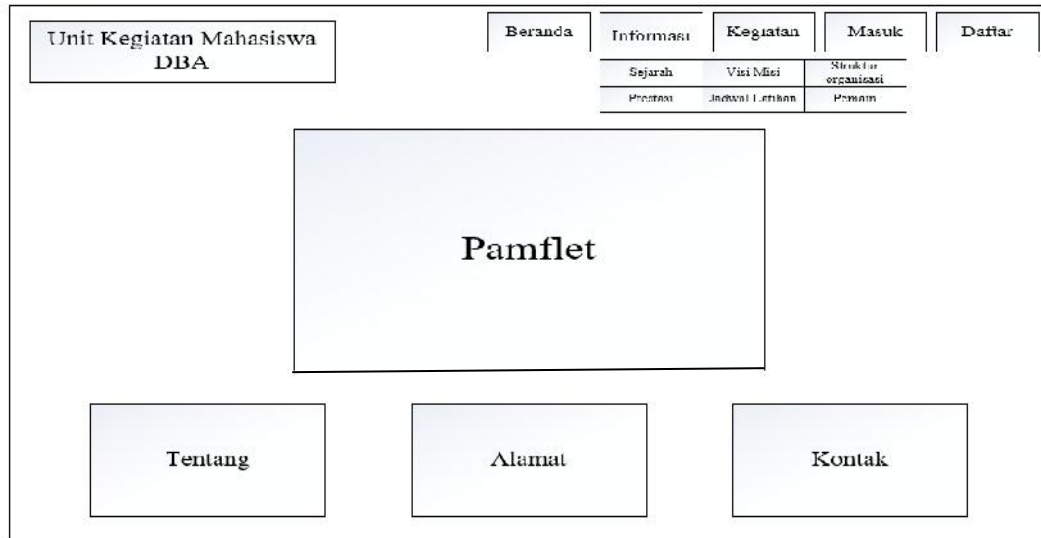 Unit Kegiatan Mahasiswa
DBA
Beranda
Informasi
Kegiatan
Masuk
Daftar
Sejarah
Visi Misi
Struktur
organisasi
Prestasi
Jadwal Latihan
Pemain
Pamflet
Tentang
Alamat
Kontak